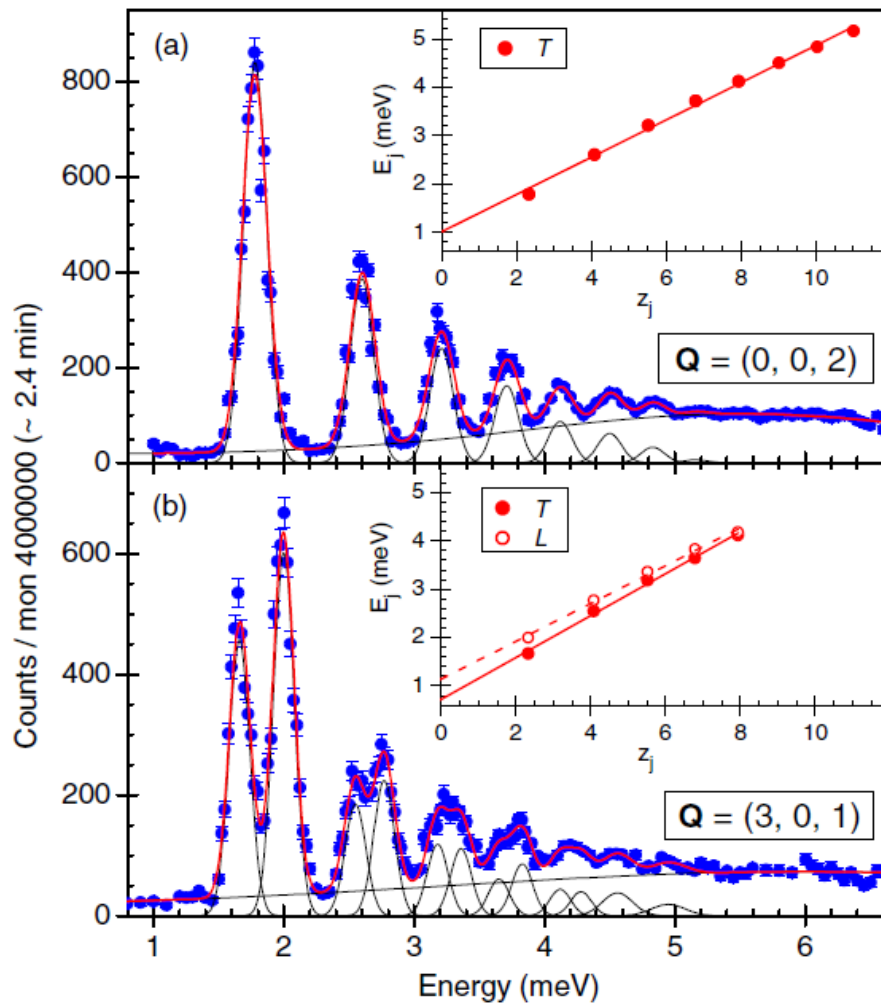 (a)
T
E_j (meV)
5
4
3
2
1
0 2 4 6 8 10
z_j
Q = (0, 0, 2)
800
600
400
200
0
Counts / mon 4000000 (~ 2.4 min)
(b)
T
L
E_j (meV)
5
4
3
2
1
0 2 4 6 8 10
z_j
Q = (3, 0, 1)
600
400
200
0
1 2 3 4 5 6
Energy (meV)